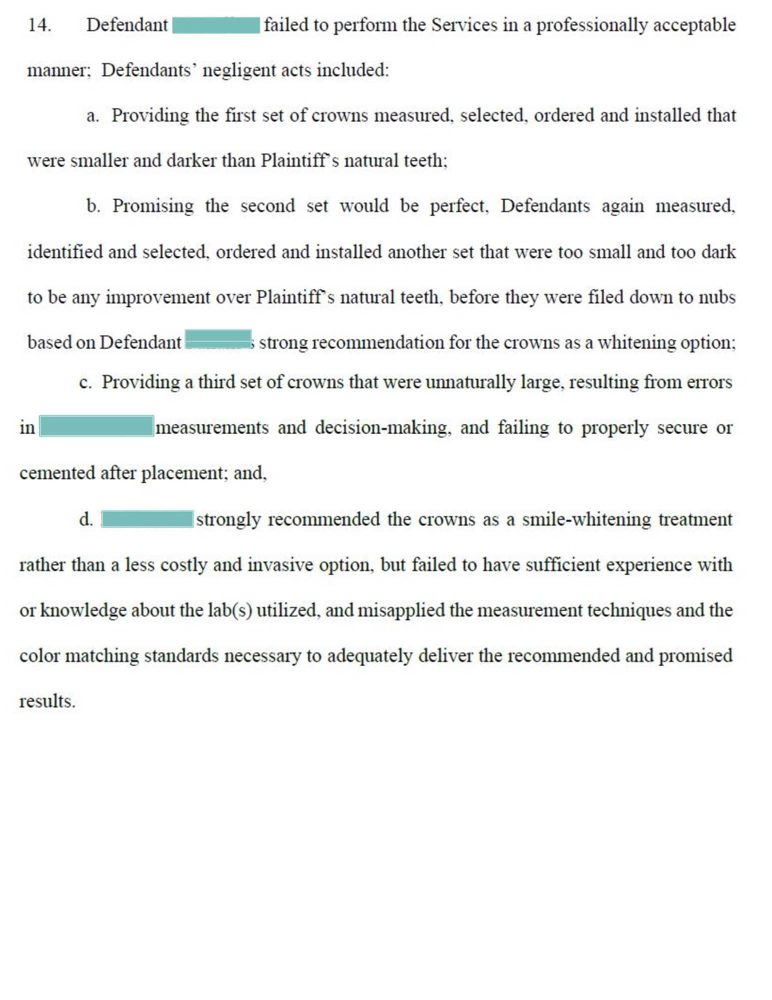 14. Defendant failed to perform the Services in a professionally acceptable
manner; Defendants’ negligent acts included:
a. Providing the first set of crowns measured, selected, ordered and installed that
were smaller and darker than Plaintiff’s natural teeth;
b. Promising the second set would be perfect, Defendants again measured,
identified and selected, ordered and installed another set that were too small and too dark
to be any improvement over Plaintiff’s natural teeth, before they were filed down to nubs
based on Defendant s strong recommendation for the crowns as a whitening option;
c. Providing a third set of crowns that were unnaturally large, resulting from errors
in measurements and decision-making, and failing to properly secure or
cemented after placement; and,
d. strongly recommended the crowns as a smile-whitening treatment
rather than a less costly and invasive option, but failed to have sufficient experience with
or knowledge about the lab(s) utilized, and misapplied the measurement techniques and the
color matching standards necessary to adequately deliver the recommended and promised
results.